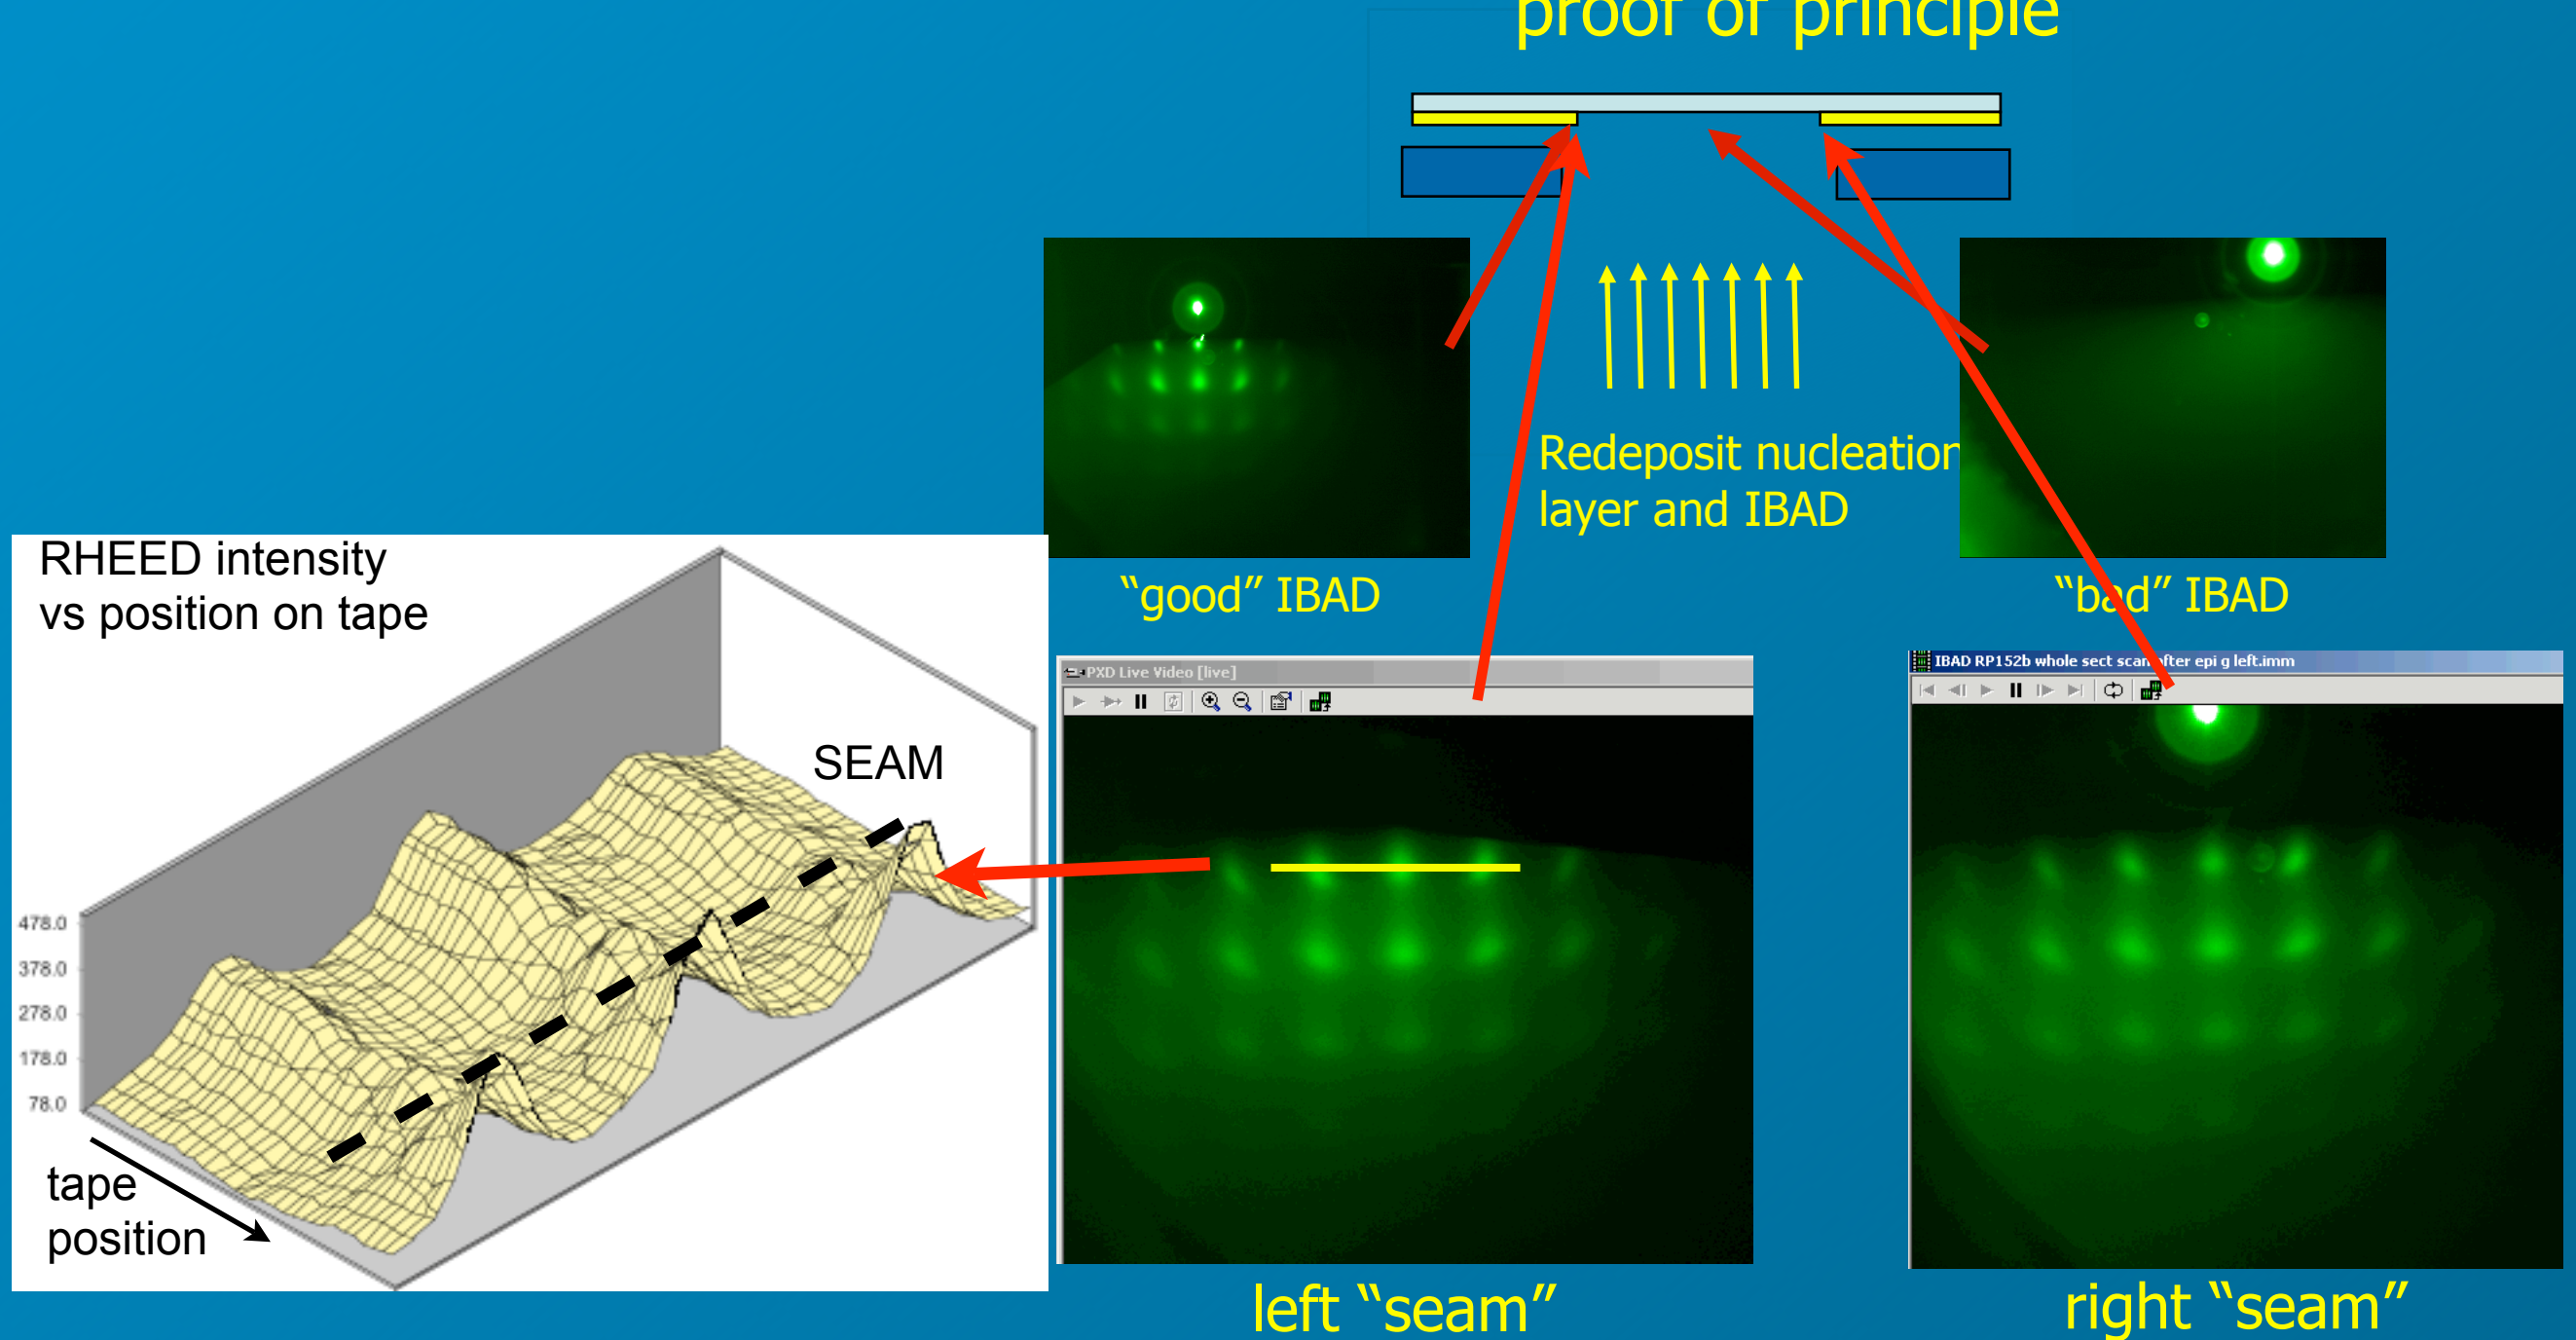 proof of principle
Redeposit nucleation
layer and IBAD
“good” IBAD
“bad” IBAD
RHEED intensity
vs position on tape
SEAM
478.0
378.0
278.0
178.0
78.0
tape
position
PXD Live Video [live]
left “seam”
IBAD RP152b whole sect scan after epi g left.imm
right “seam”